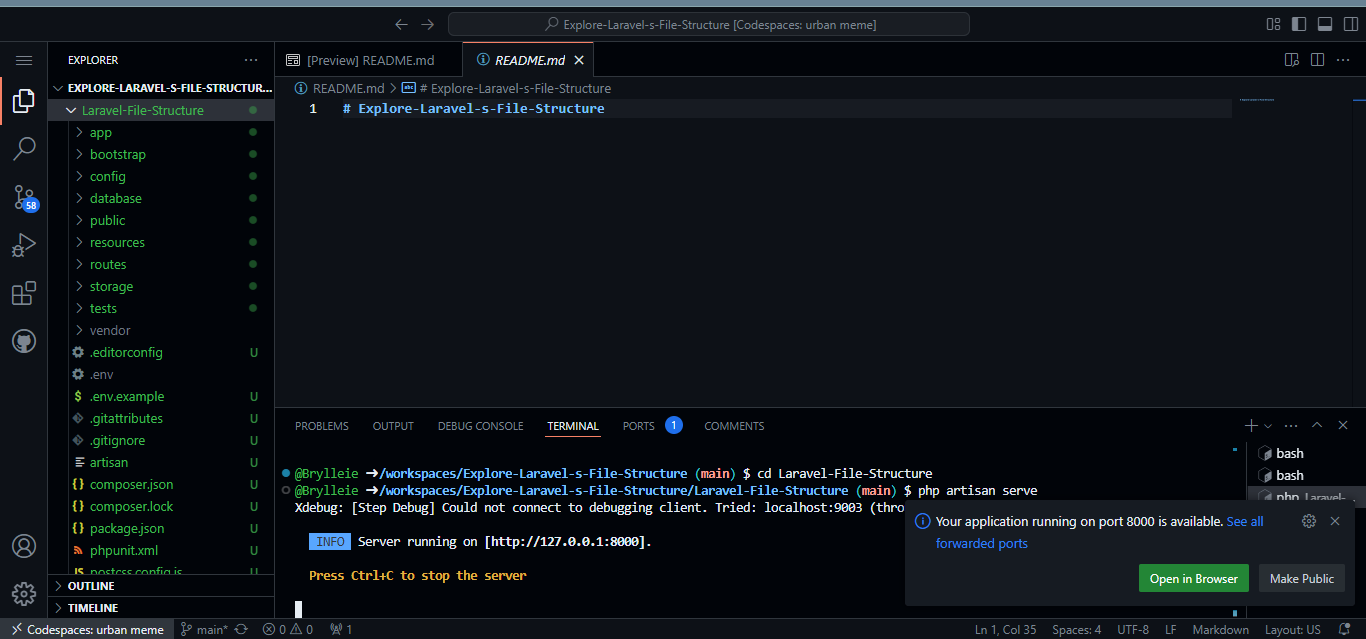 Explore-Laravel-s-File-Structure [Codespaces: urban meme]
EXPLORER
[Preview] README.md
README.md
EXPLORE-LARAVEL-S-FILE-STRUCTUR...
README.md > # Explore-Laravel-s-File-Structure
1 # Explore-Laravel-s-File-Structure
Laravel-File-Structure
app
bootstrap
config
database
public
resources
routes
storage
tests
vendor
.editorconfig U
.env
.env.example U
.gitattributes U
.gitignore U
artisan U
composer.json U
composer.lock U
package.json U
phpunit.xml U
postcss.config.js U
OUTLINE
TIMELINE
58
PROBLEMS OUTPUT DEBUG CONSOLE TERMINAL PORTS 1 COMMENTS
@Brylleie ➜/workspaces/Explore-Laravel-s-File-Structure (main) $ cd Laravel-File-Structure
@Brylleie ➜/workspaces/Explore-Laravel-s-File-Structure/Laravel-File-Structure (main) $ php artisan serve
Xdebug: [Step Debug] Could not connect to debugging client. Tried: localhost:9003 (thro
INFO Server running on [http://127.0.0.1:8000].
Press Ctrl+C to stop the server
bash
bash
php Laravel-...
Your application running on port 8000 is available. See all
forwarded ports
Open in Browser
Make Public
Codespaces: urban meme main* 0 0 1
Ln 1, Col 35 Spaces: 4 UTF-8 LF Markdown Layout: US